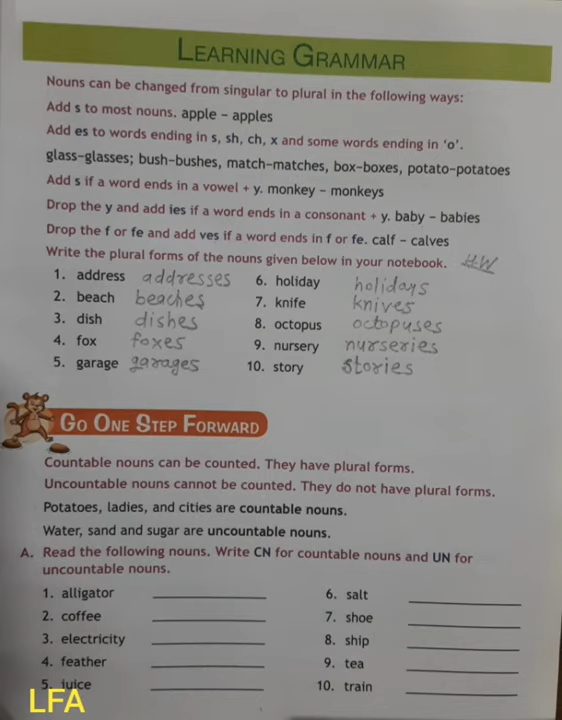 LEARNING GRAMMAR
Nouns can be changed from singular to plural in the following ways:
Add s to most nouns. apple – apples
Add es to words ending in s, sh, ch, x and some words ending in ‘o’.
glass–glasses; bush–bushes, match–matches, box–boxes, potato–potatoes
Add s if a word ends in a vowel + y. monkey – monkeys
Drop the y and add ies if a word ends in a consonant + y. baby – babies
Drop the f or fe and add ves if a word ends in f or fe. calf – calves
Write the plural forms of the nouns given below in your notebook. HW
1. address addresses 6. holiday holidays
2. beach beaches 7. knife knives
3. dish dishes 8. octopus octopuses
4. fox foxes 9. nursery nurseries
5. garage garages 10. story stories
GO ONE STEP FORWARD
Countable nouns can be counted. They have plural forms.
Uncountable nouns cannot be counted. They do not have plural forms.
Potatoes, ladies, and cities are countable nouns.
Water, sand and sugar are uncountable nouns.
A. Read the following nouns. Write CN for countable nouns and UN for
uncountable nouns.
1. alligator 6. salt
2. coffee 7. shoe
3. electricity 8. ship
4. feather 9. tea
5. juice 10. train
LFA